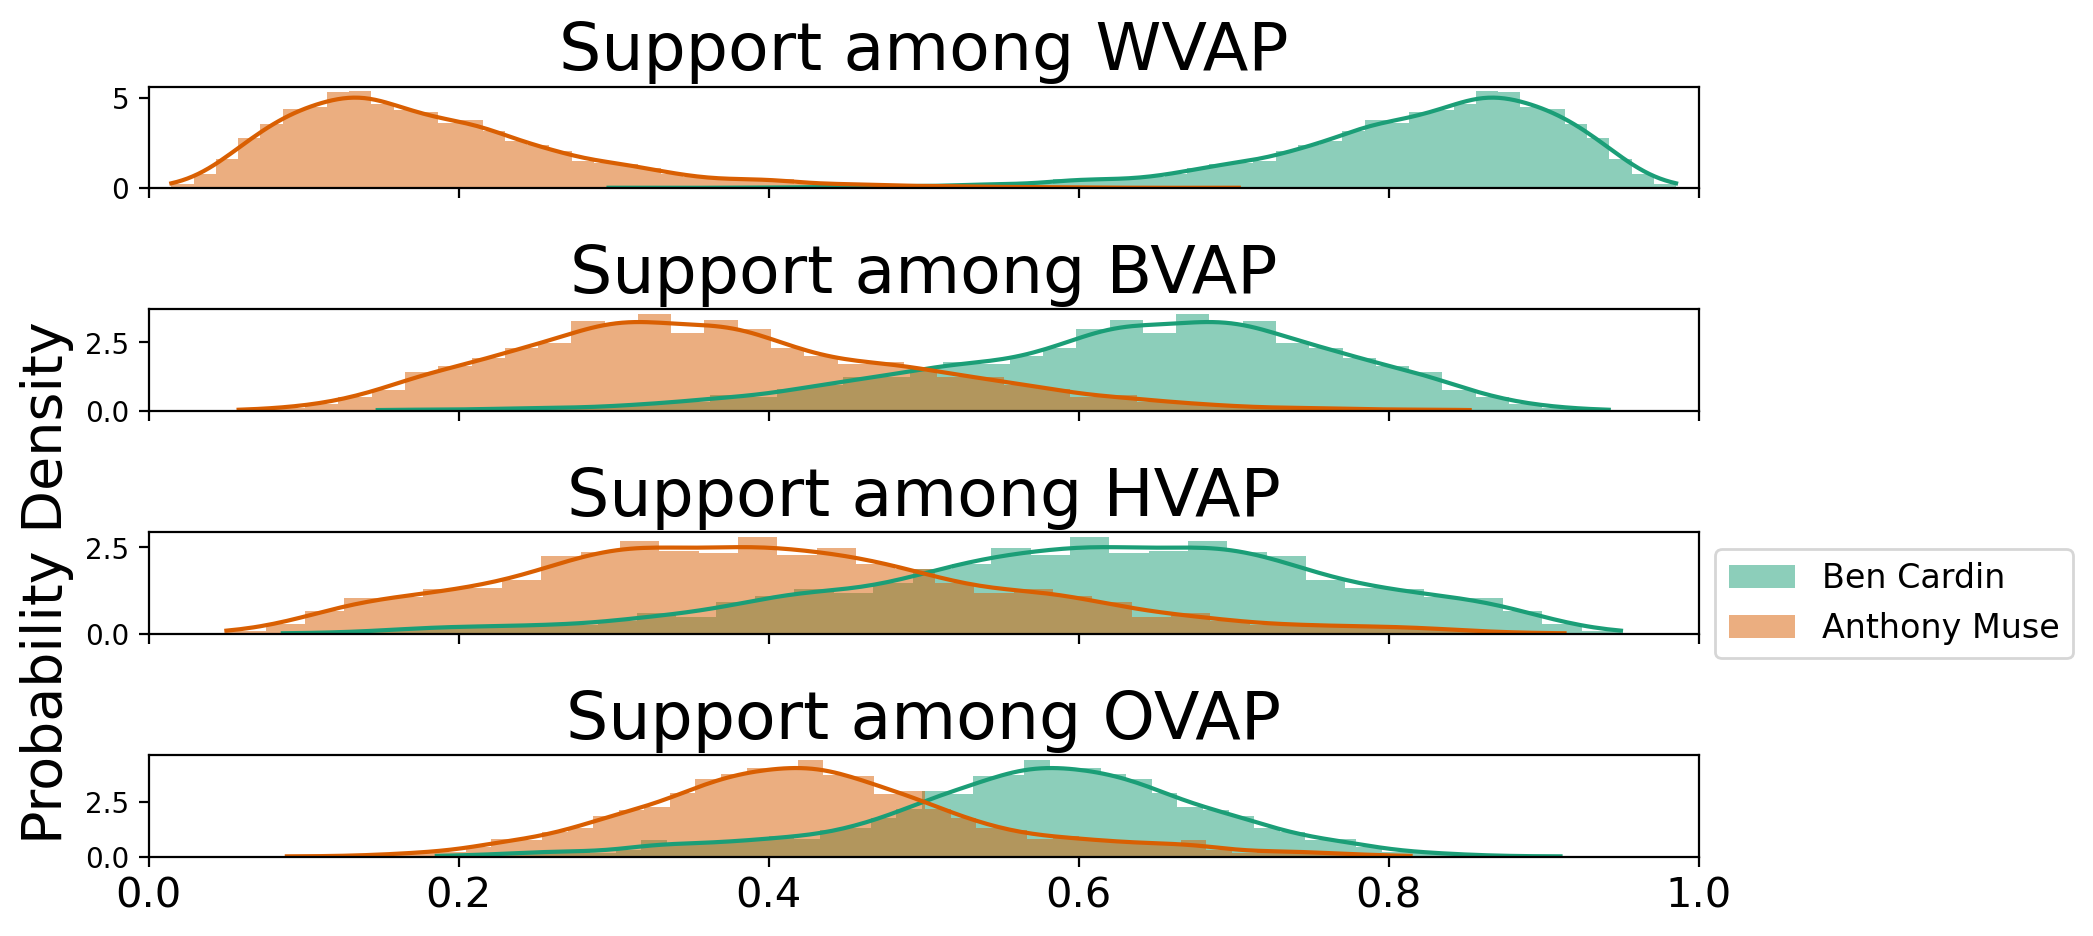 Support among WVAP
5
0
Support among BVAP
2.5
0.0
Support among HVAP
2.5
0.0
Support among OVAP
2.5
0.0
0.0 0.2 0.4 0.6 0.8 1.0
Probability Density
Ben Cardin
Anthony Muse